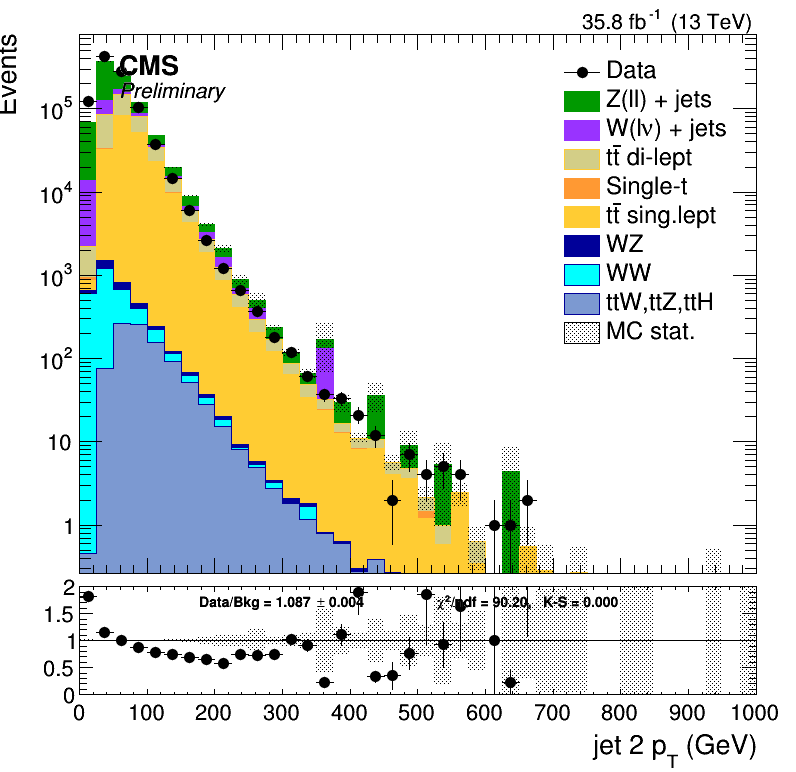 35.8 fb⁻¹ (13 TeV)
Events
CMS
Preliminary
Data
Z(ll) + jets
W(lν) + jets
tt̄ di-lept
Single-t
tt̄ sing.lept
WZ
WW
ttW,ttZ,ttH
MC stat.
10⁵
10⁴
10³
10²
10
1
2
1.5
1
0.5
0
Data/Bkg = 1.087 ± 0.004
χ²/ndf = 90.20, K-S = 0.000
0 100 200 300 400 500 600 700 800 900 1000
jet 2 p_T (GeV)